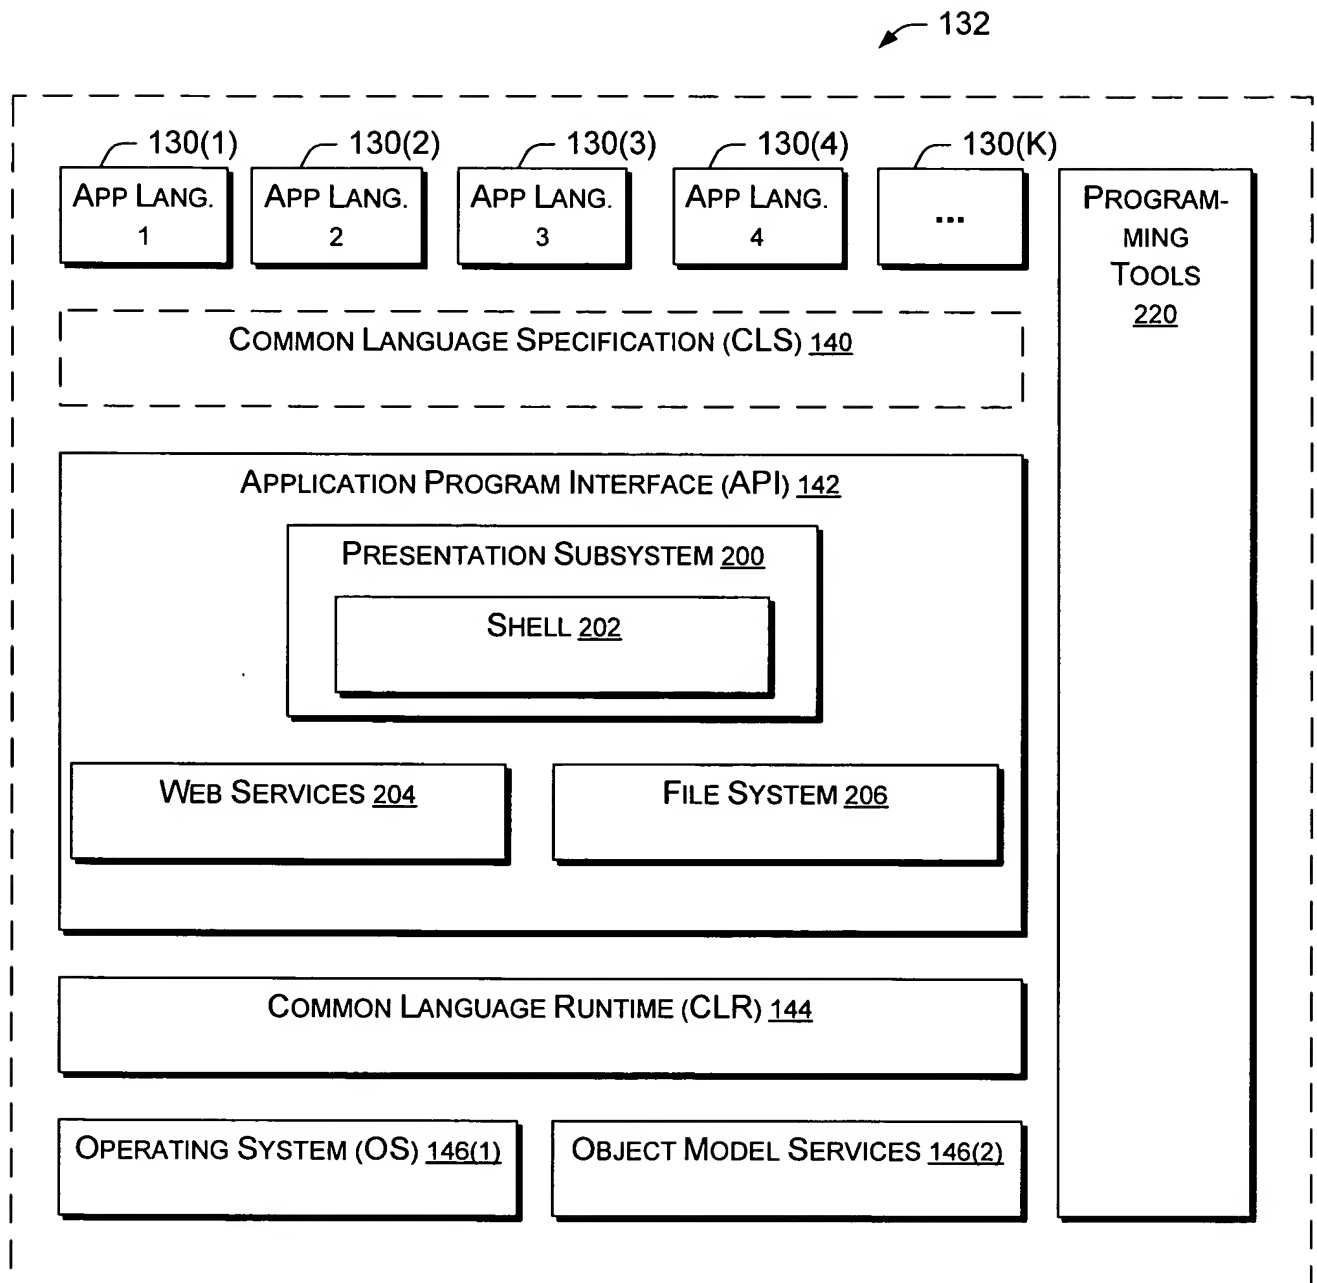 132
130(1) 130(2) 130(3) 130(4) 130(K)
APP LANG. 1
APP LANG. 2
APP LANG. 3
APP LANG. 4
...
PROGRAM-
MING
TOOLS
220
COMMON LANGUAGE SPECIFICATION (CLS) 140
APPLICATION PROGRAM INTERFACE (API) 142
PRESENTATION SUBSYSTEM 200
SHELL 202
WEB SERVICES 204
FILE SYSTEM 206
COMMON LANGUAGE RUNTIME (CLR) 144
OPERATING SYSTEM (OS) 146(1)
OBJECT MODEL SERVICES 146(2)